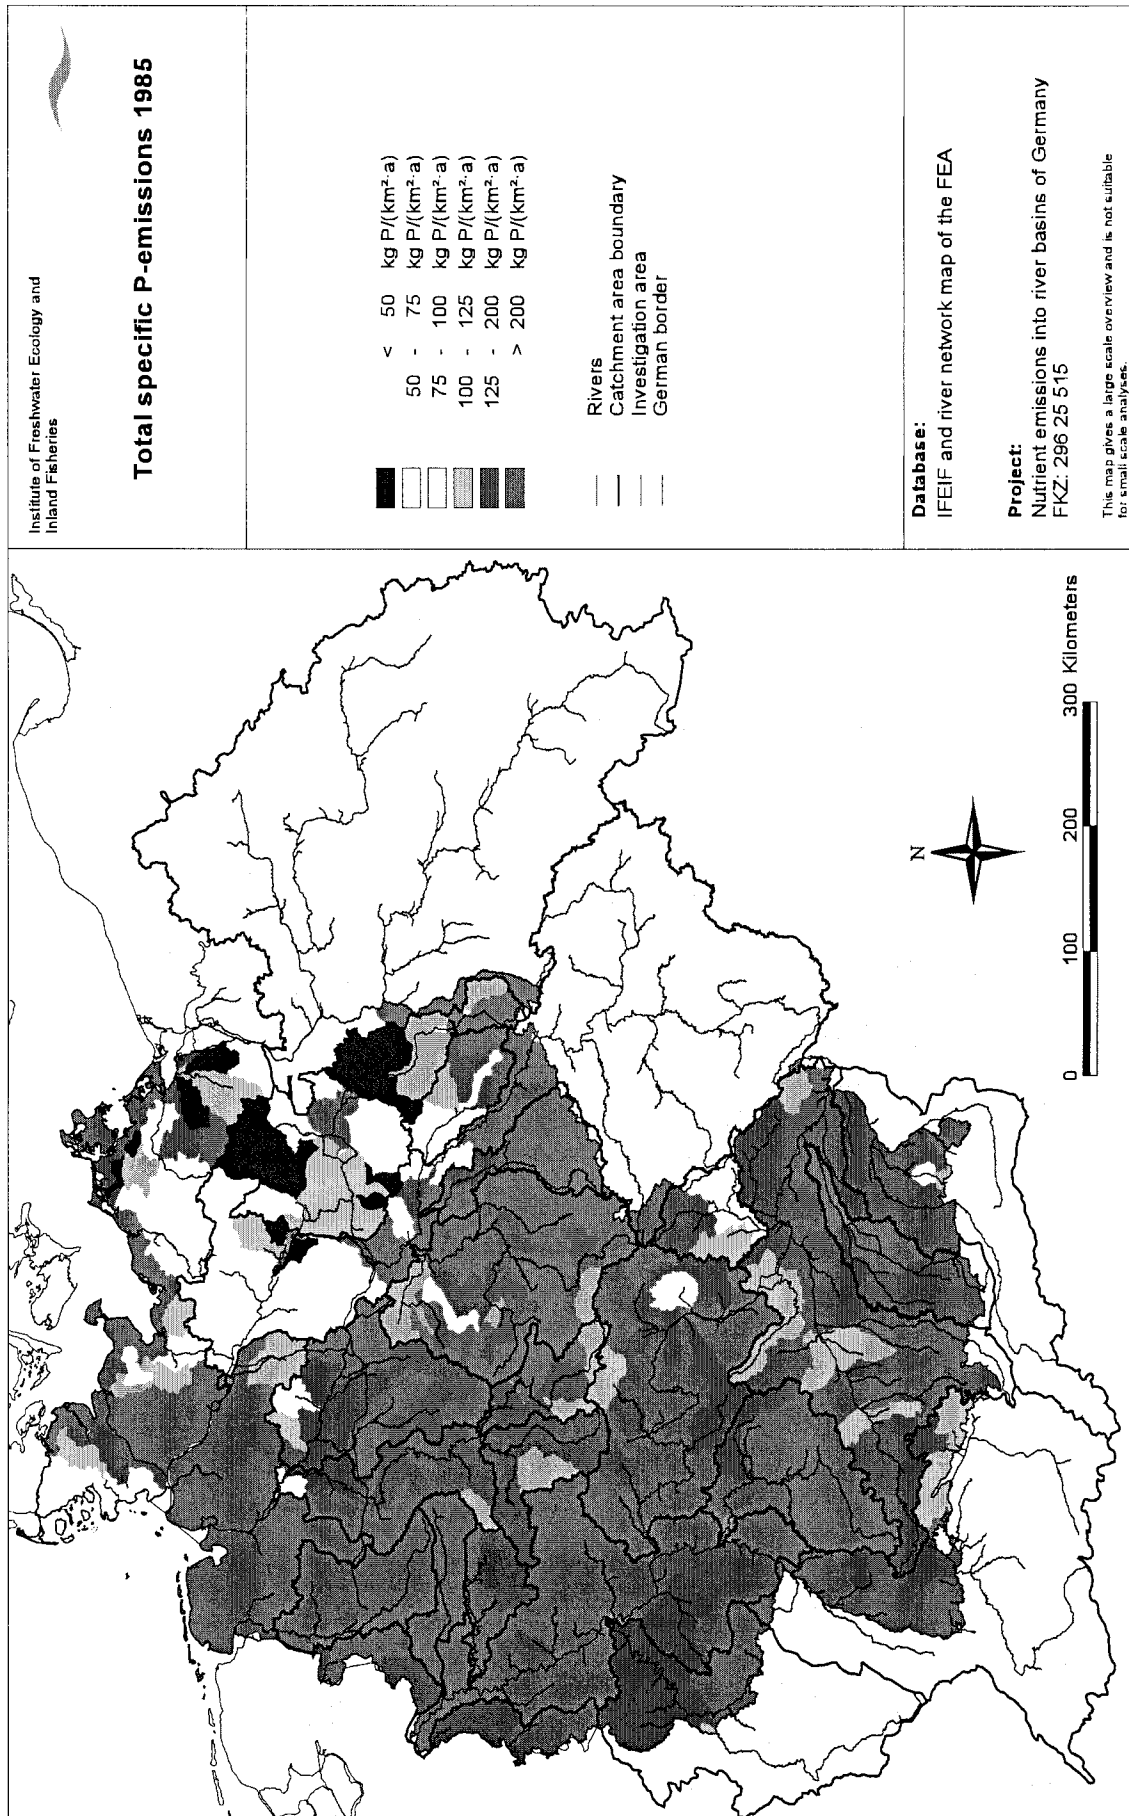 Institute of Freshwater Ecology and
Inland Fisheries
Total specific P-emissions 1985
< 50 kg P/(km²·a)
50 - 75 kg P/(km²·a)
75 - 100 kg P/(km²·a)
100 - 125 kg P/(km²·a)
125 - 200 kg P/(km²·a)
> 200 kg P/(km²·a)
Rivers
Catchment area boundary
Investigation area
German border
Database:
IFEIF and river network map of the FEA
Project:
Nutrient emissions into river basins of Germany
FKZ: 296 25 515
This map gives a large scale overview and is not suitable
for small scale analyses.
N
0 100 200 300 Kilometers